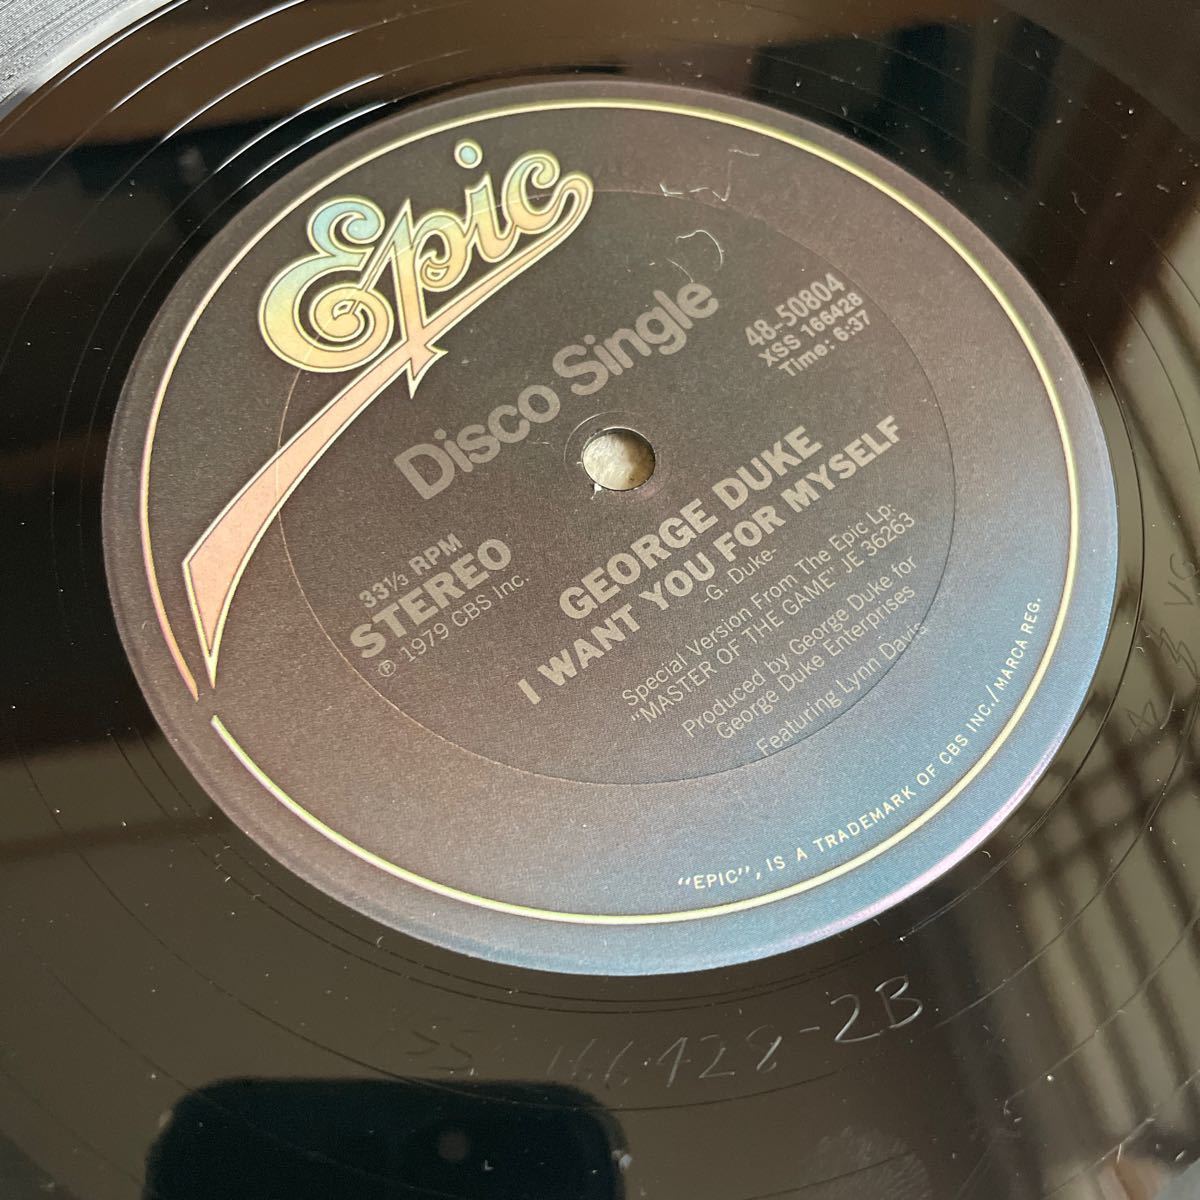 Epic
Disco Single
48-50804
XSS 166428
Time: 6:37
33⅓ RPM
STEREO
℗ 1979 CBS Inc.
GEORGE DUKE
I WANT YOU FOR MYSELF
-G. Duke-
Special Version From The Epic Lp:
"MASTER OF THE GAME" JE 36263
Produced by George Duke for
George Duke Enterprises
Featuring Lynn Davis
"EPIC", IS A TRADEMARK OF CBS INC./MARCA REG.
166428-2B